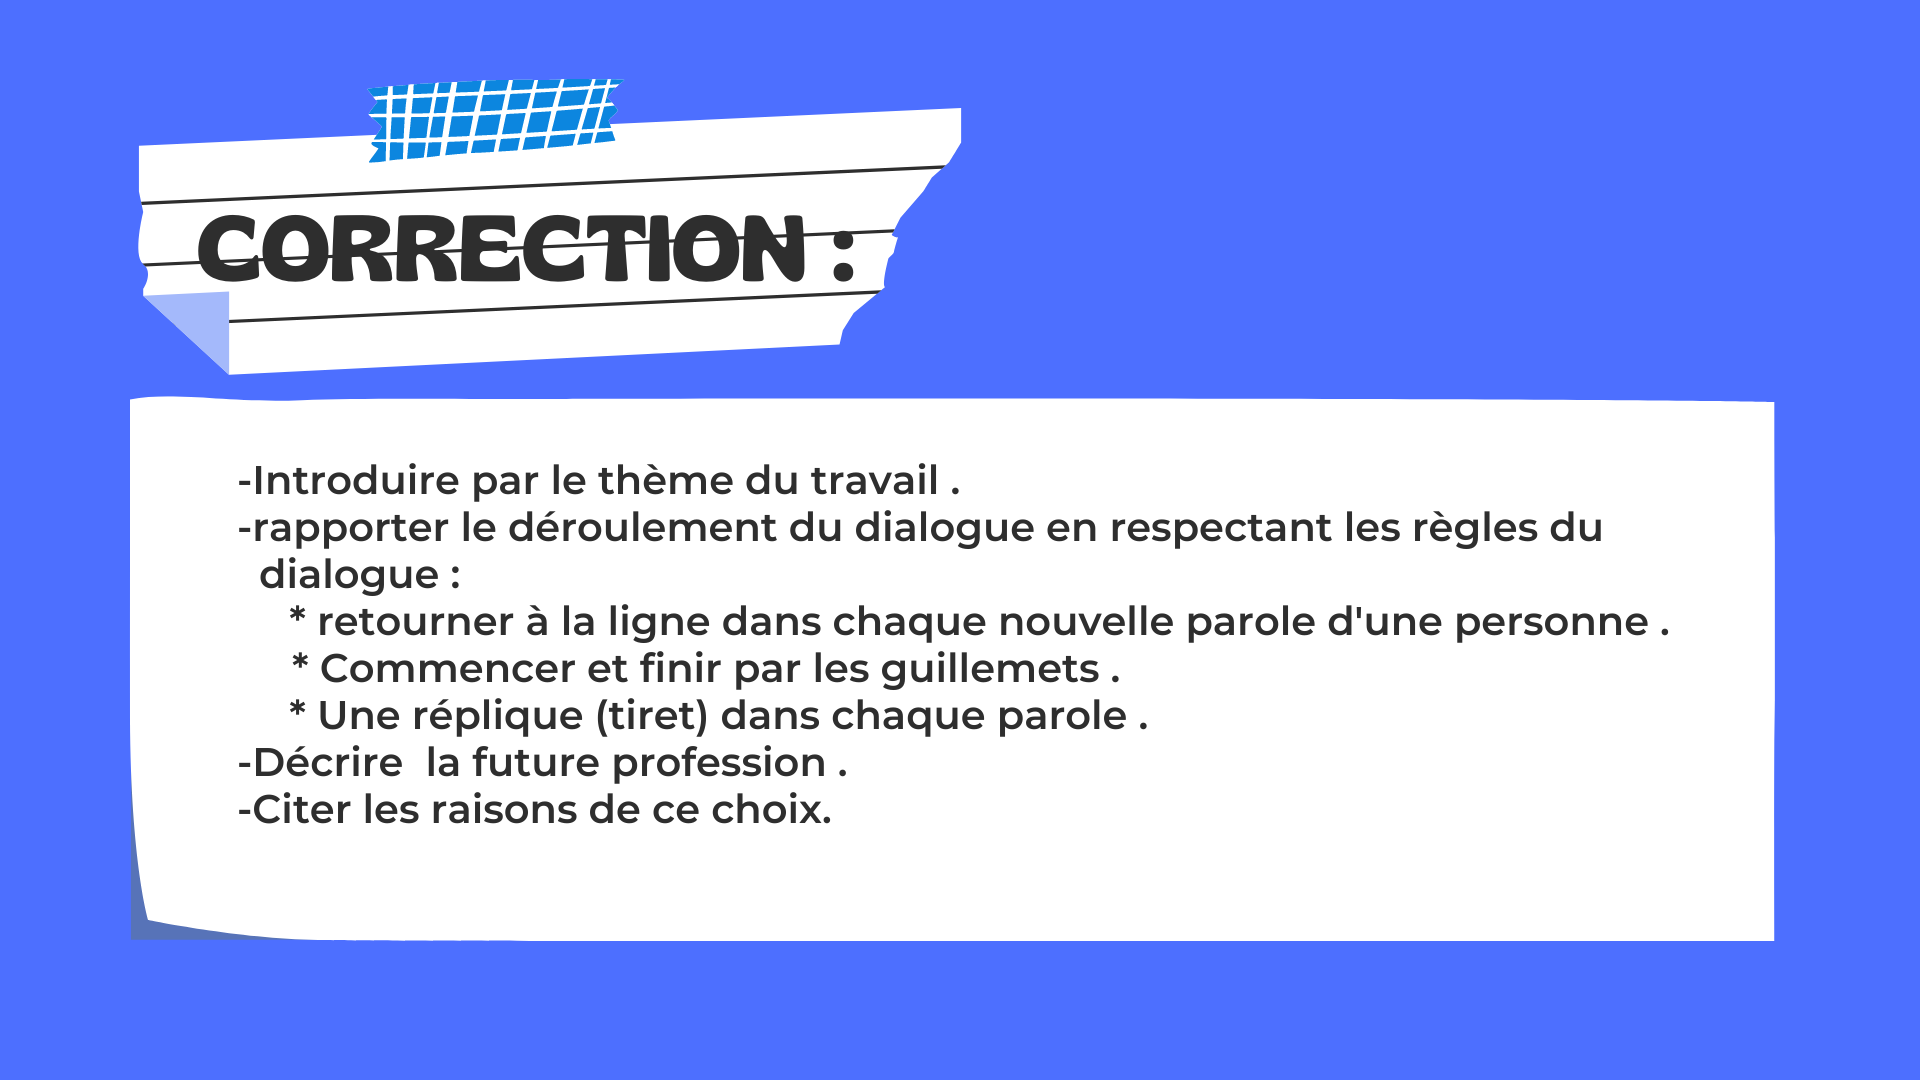 CORRECTION :
-Introduire par le thème du travail .
-rapporter le déroulement du dialogue en respectant les règles du
dialogue :
* retourner à la ligne dans chaque nouvelle parole d'une personne .
* Commencer et finir par les guillemets .
* Une réplique (tiret) dans chaque parole .
-Décrire  la future profession .
-Citer les raisons de ce choix.